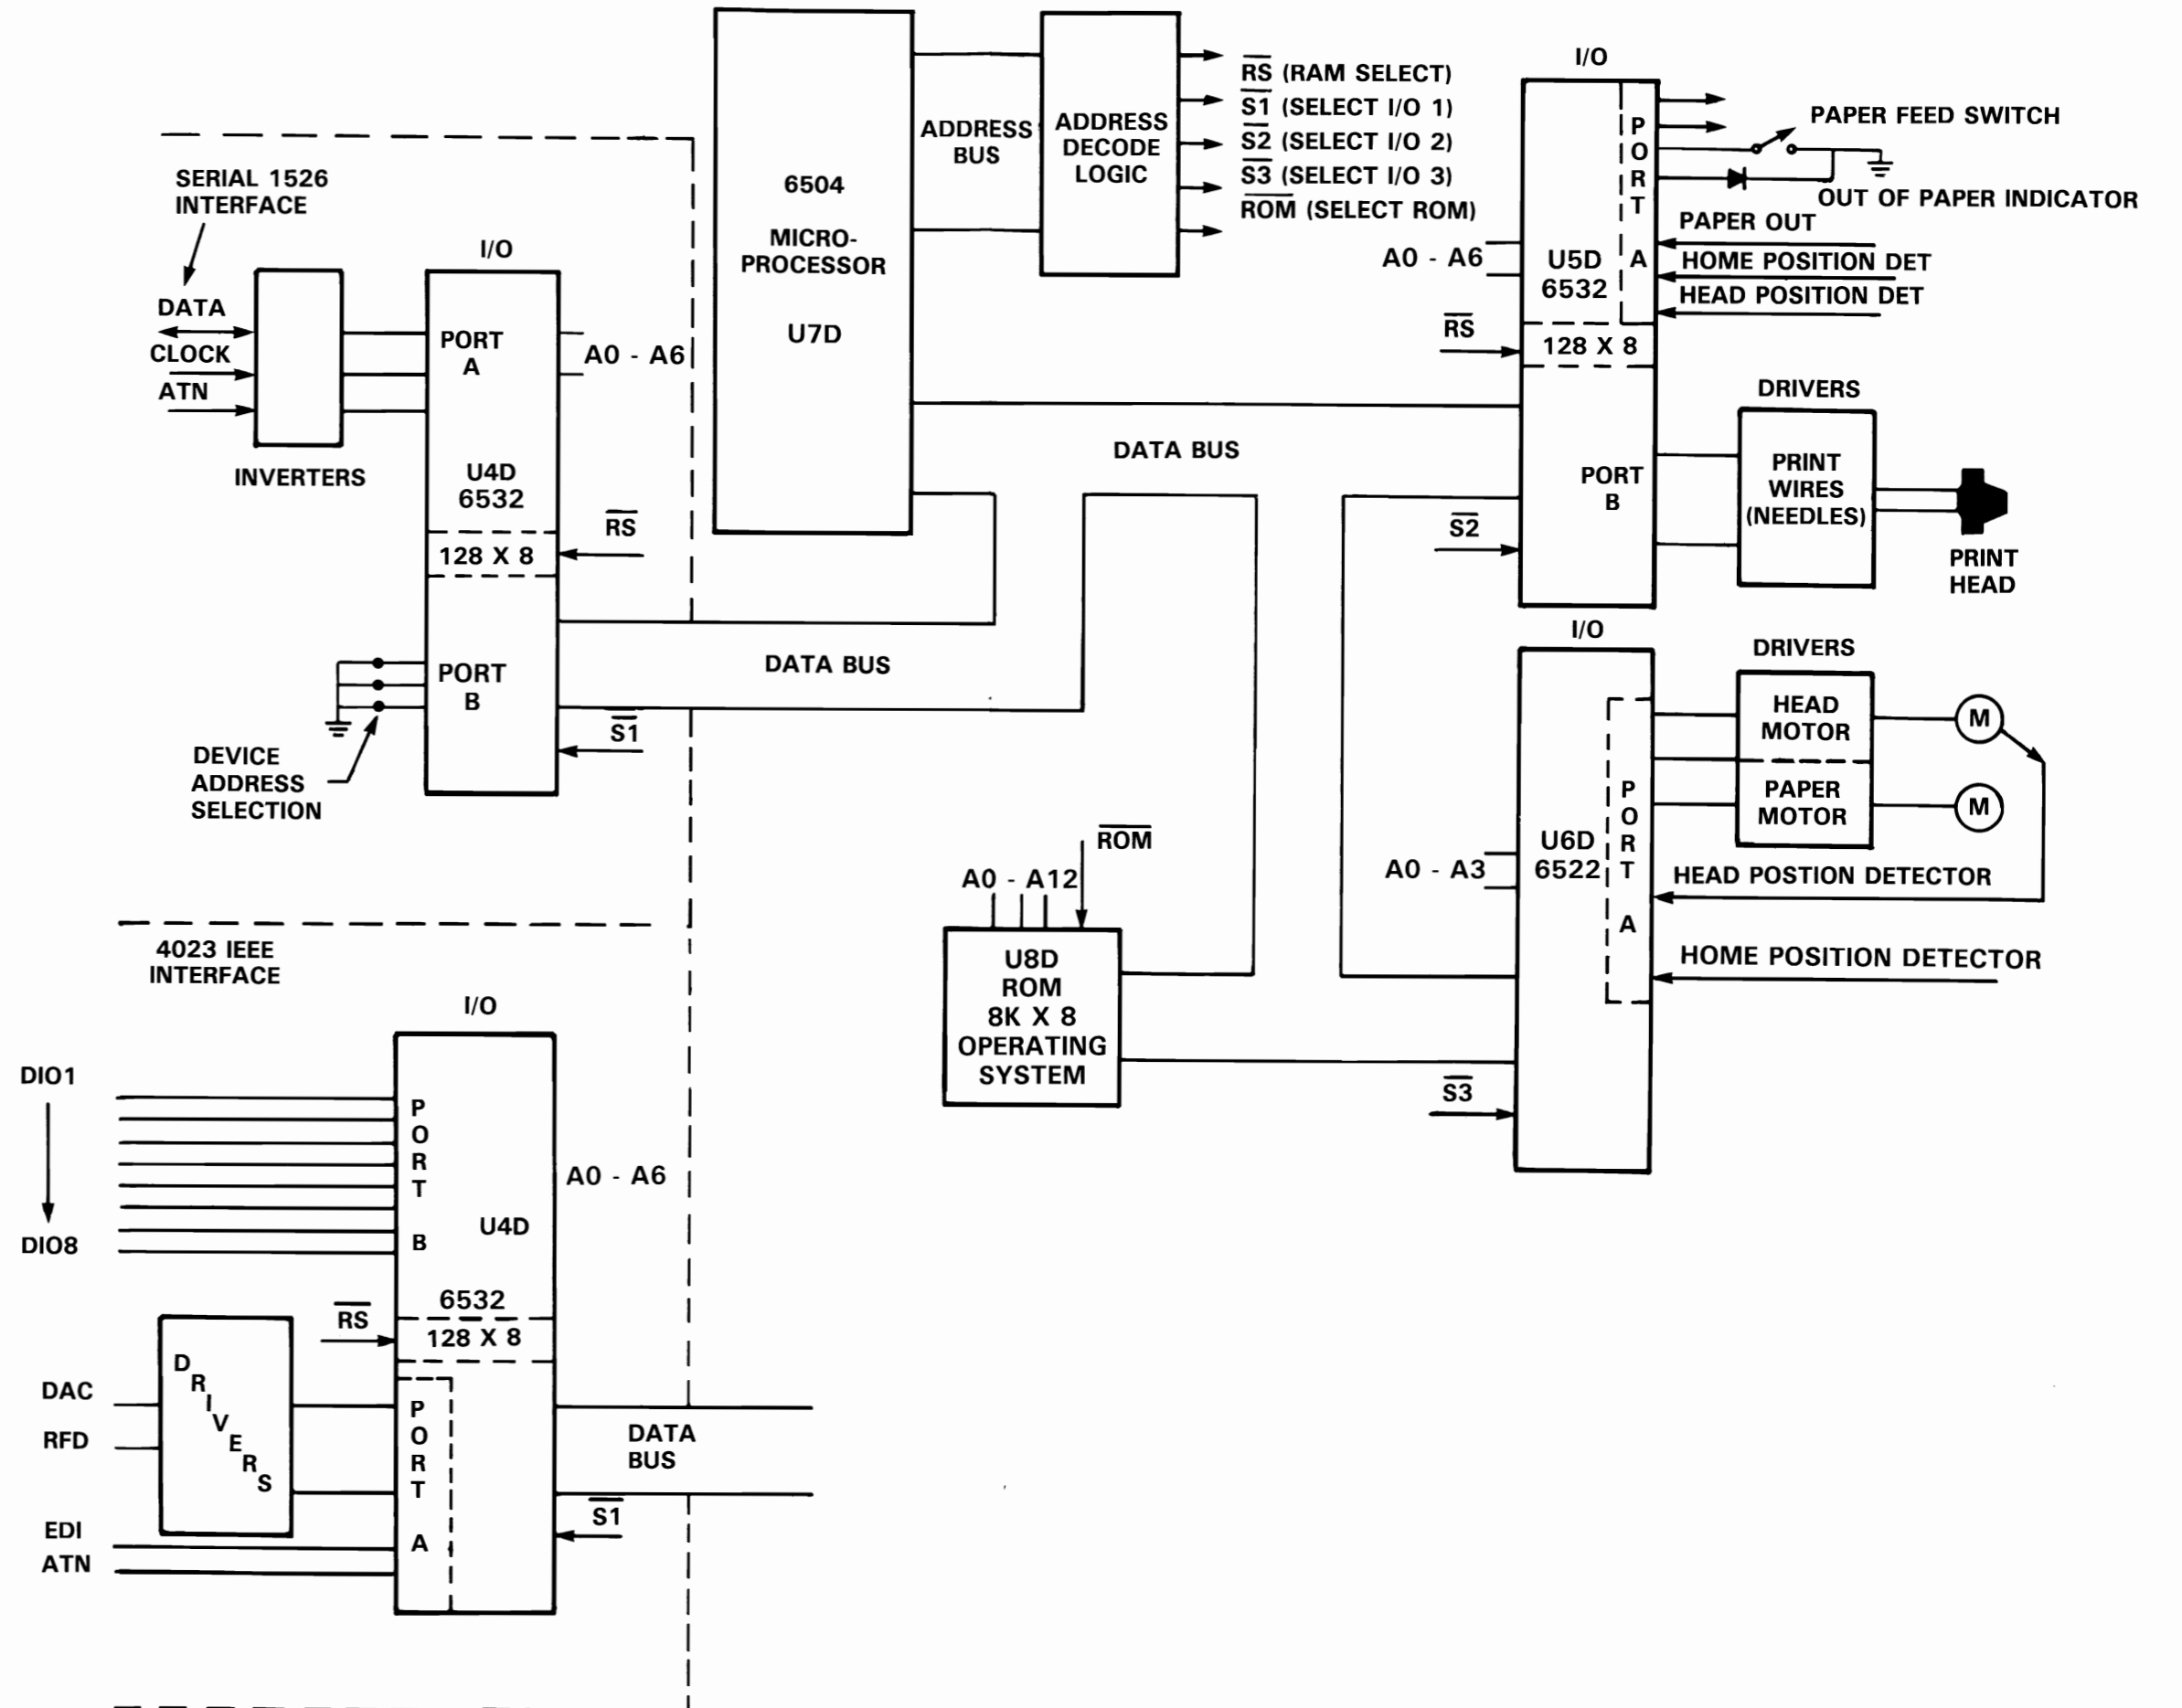 SERIAL 1526
INTERFACE
DATA
CLOCK
ATN
INVERTERS
I/O
PORT
A
A0 - A6
U4D
6532
RS
128 X 8
PORT
B
S1
DEVICE
ADDRESS
SELECTION
6504
MICRO-
PROCESSOR
U7D
ADDRESS
BUS
ADDRESS
DECODE
LOGIC
RS (RAM SELECT)
S1 (SELECT I/O 1)
S2 (SELECT I/O 2)
S3 (SELECT I/O 3)
ROM (SELECT ROM)
DATA BUS
DATA BUS
I/O
PORT A
PAPER FEED SWITCH
OUT OF PAPER INDICATOR
PAPER OUT
HOME POSITION DET
HEAD POSITION DET
A0 - A6
U5D
6532
RS
128 X 8
PORT
B
S2
DRIVERS
PRINT
WIRES
(NEEDLES)
PRINT
HEAD
I/O
DRIVERS
HEAD
MOTOR
M
PAPER
MOTOR
M
PORT A
U6D
6522
A0 - A3
HEAD POSTION DETECTOR
HOME POSITION DETECTOR
S3
ROM
A0 - A12
U8D
ROM
8K X 8
OPERATING
SYSTEM
4023 IEEE
INTERFACE
I/O
DIO1
DIO8
PORT B
U4D
A0 - A6
6532
RS
128 X 8
DRIVERS
DAC
RFD
EDI
ATN
PORT A
DATA
BUS
S1